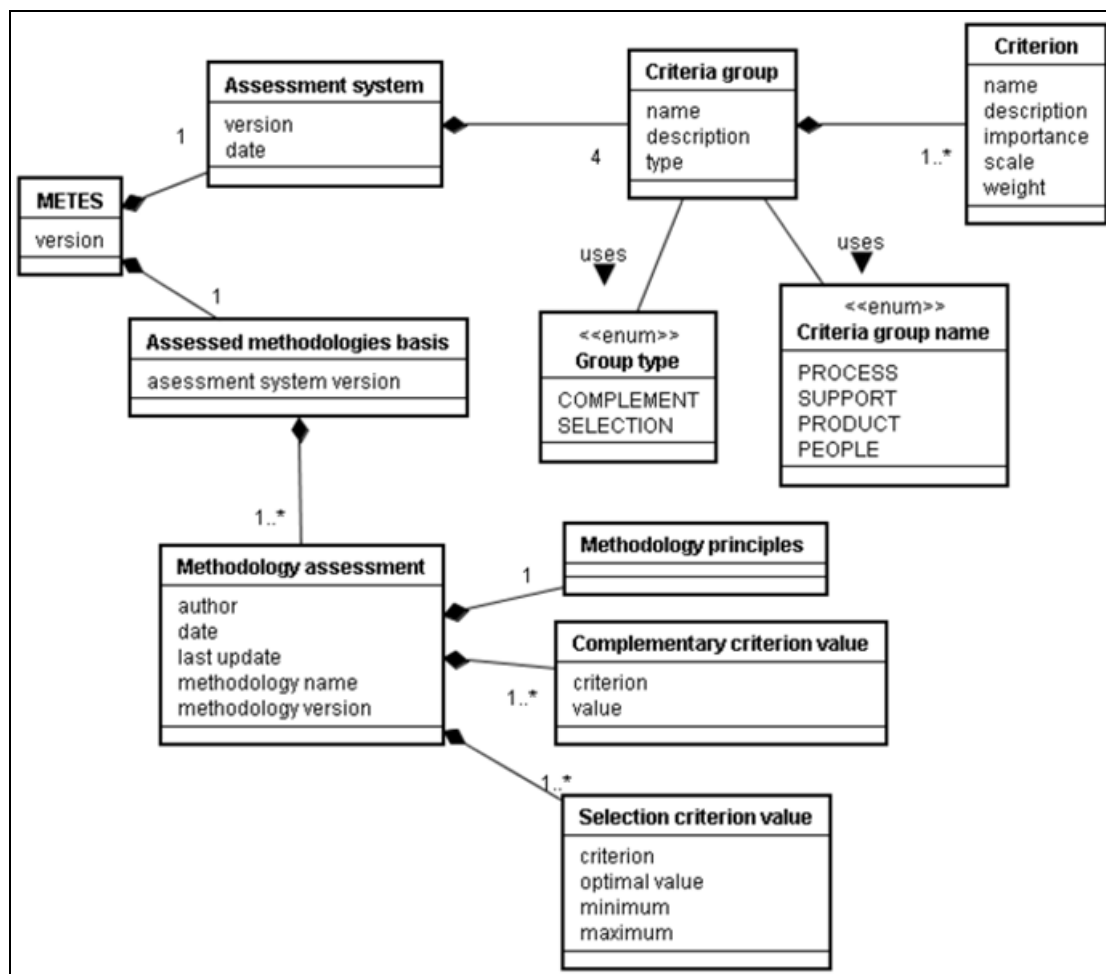 Assessment system
version
date
1
Criteria group
name
description
type
4
Criterion
name
description
importance
scale
weight
1..*
METES
version
1
Assessed methodologies basis
asessment system version
uses
<<enum>>
Group type
COMPLEMENT
SELECTION
uses
<<enum>>
Criteria group name
PROCESS
SUPPORT
PRODUCT
PEOPLE
1..*
Methodology assessment
author
date
last update
methodology name
methodology version
Methodology principles
1
Complementary criterion value
criterion
value
1..*
1..*
Selection criterion value
criterion
optimal value
minimum
maximum